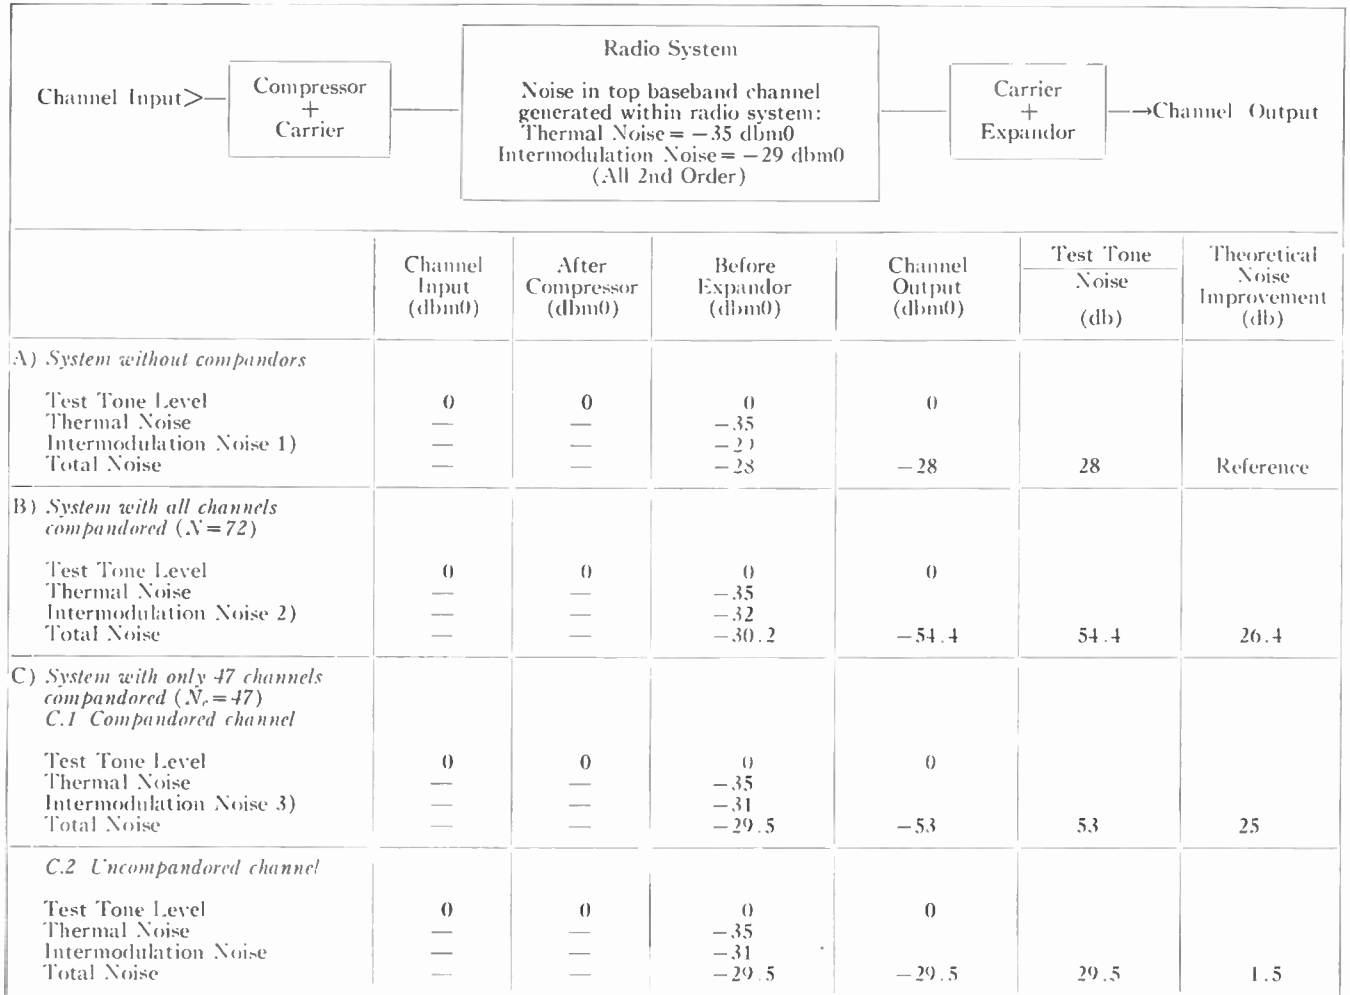 Radio System
Noise in top baseband channel
generated within radio system:
Thermal Noise = −35 dbm0
Intermodulation Noise = −29 dbm0
(All 2nd Order)
Channel Input>—
Compressor
+
Carrier
Carrier
+
Expandor
→Channel Output
Channel Input (dbm0) After Compressor (dbm0) Before Expandor (dbm0) Channel Output (dbm0) Test Tone Noise (db) Theoretical Noise Improvement (db)
A) System without compandors
Test Tone Level 0 0 0 0
Thermal Noise — — −35
Intermodulation Noise 1) — —
Total Noise — — −28 −28 28 Reference
B) System with all channels
compandored (N=72)
Test Tone Level 0 0 0 0
Thermal Noise — — −35
Intermodulation Noise 2) — — −32
Total Noise — — −30.2 −54.4 54.4 26.4
C) System with only 47 channels
compandored (Nc=47)
C.1 Compandored channel
Test Tone Level 0 0 0 0
Thermal Noise — — −35
Intermodulation Noise 3) — — −31
Total Noise — — −29.5 −53 53 25
C.2 Uncompandored channel
Test Tone Level 0 0 0 0
Thermal Noise — — −35
Intermodulation Noise — — −31
Total Noise — — −29.5 −29.5 29.5 1.5